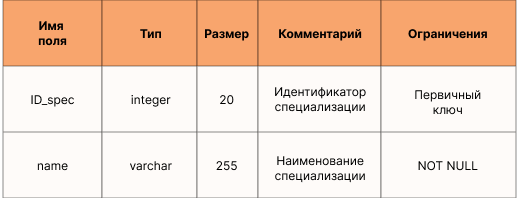 Имя
поля
Тип
Размер
Комментарий
Ограничения
ID_spec
integer
20
Идентификатор
специализации
Первичный
ключ
name
varchar
255
Наименование
специализации
NOT NULL